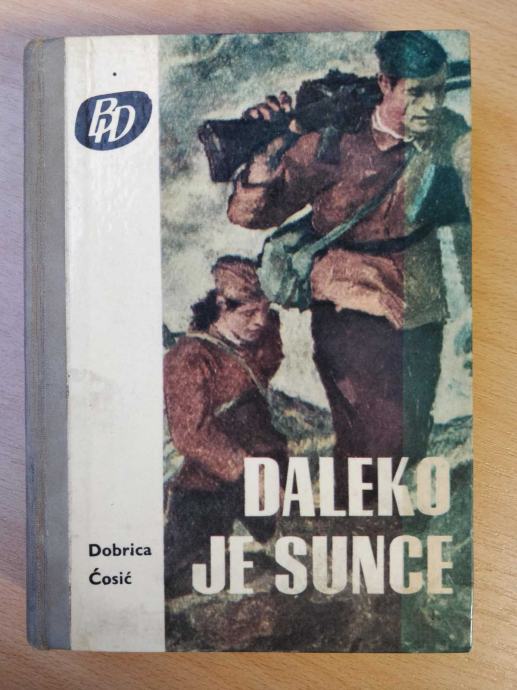 BD
DALEKO
JE SUNCE
Dobrica
Ćosić